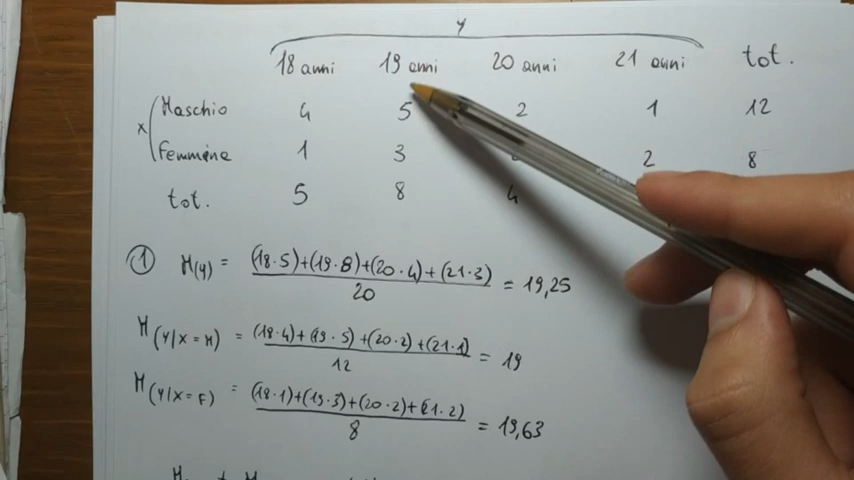 y
18 anni 19 anni 20 anni 21 anni tot.
x
Maschio 4 5 2 1 12
Femmina 1 3 2 8
tot. 5 8 4
1 M(y) = (18·5)+(19·8)+(20·4)+(21·3) / 20 = 19,25
M(Y/X=M) = (18·4)+(19·5)+(20·2)+(21·1) / 12 = 19
M(Y/X=F) = (18·1)+(19·3)+(20·2)+(21·2) / 8 = 19,63